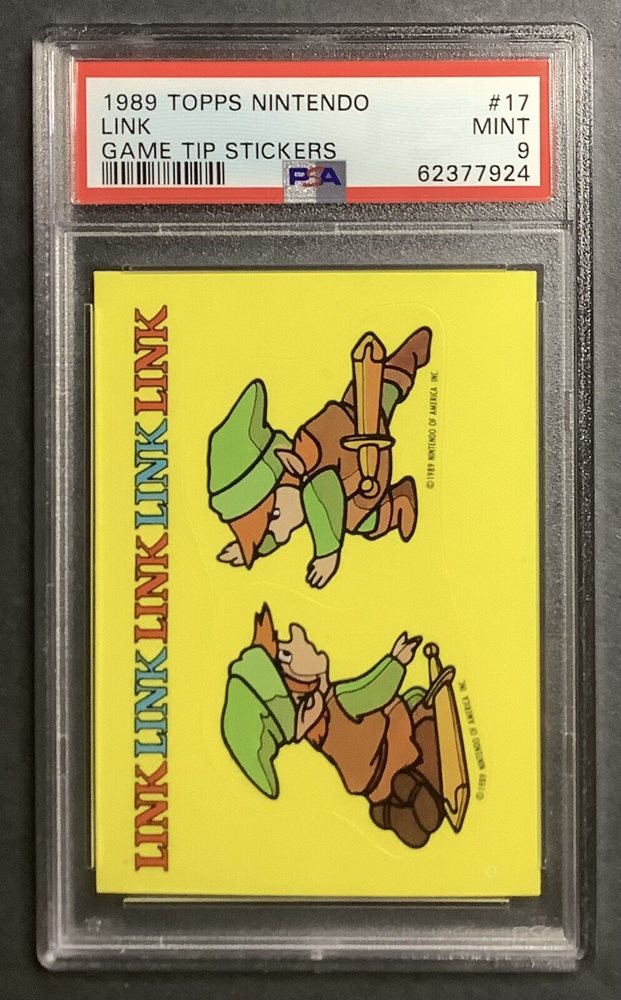 1989 TOPPS NINTENDO #17
LINK MINT
GAME TIP STICKERS 9
PSA 62377924
LINK LINK LINK LINK LINK
© 1989 NINTENDO OF AMERICA INC.
© 1989 NINTENDO OF AMERICA INC.